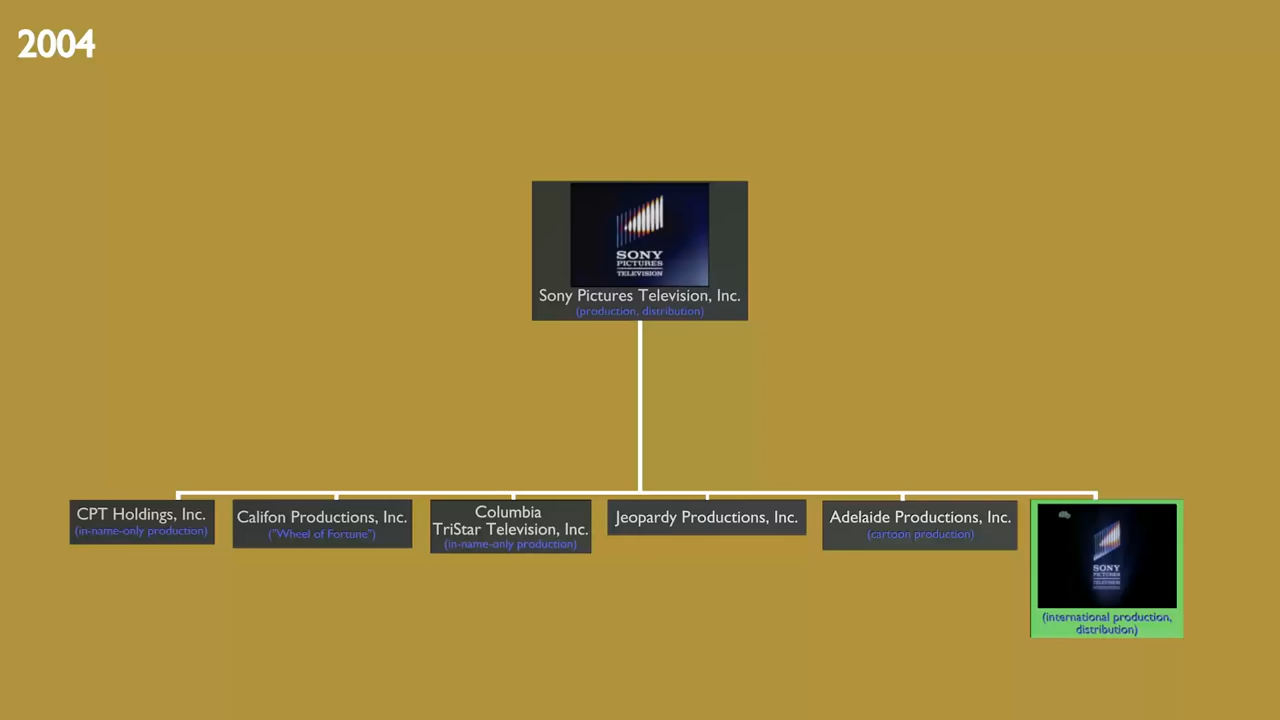 2004
SONY
PICTURES
TELEVISION
Sony Pictures Television, Inc.
(production, distribution)
CPT Holdings, Inc.
(in-name-only production)
Califon Productions, Inc.
("Wheel of Fortune")
Columbia
TriStar Television, Inc.
(in-name-only production)
Jeopardy Productions, Inc.
Adelaide Productions, Inc.
(cartoon production)
SONY
PICTURES
TELEVISION
(international production,
distribution)